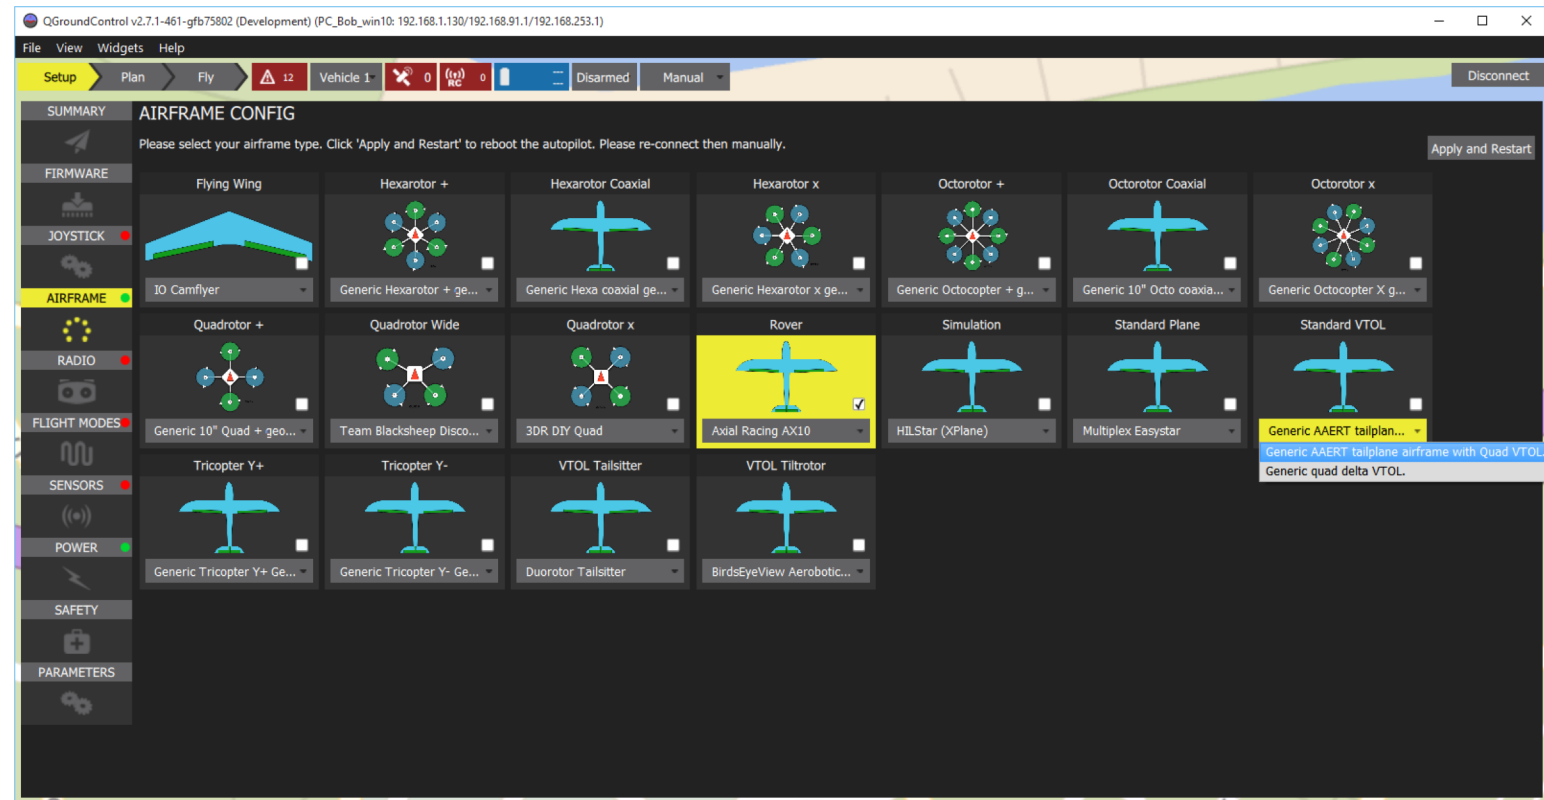 QGroundControl v2.7.1-461-gfb75802 (Development) (PC_Bob_win10: 192.168.1.130/192.168.91.1/192.168.253.1)
File View Widgets Help
Setup Plan Fly 12 Vehicle 1 0 RC 0 Disarmed Manual Disconnect
SUMMARY
AIRFRAME CONFIG
Please select your airframe type. Click 'Apply and Restart' to reboot the autopilot. Please re-connect then manually.
Apply and Restart
FIRMWARE
JOYSTICK
AIRFRAME
RADIO
FLIGHT MODES
SENSORS
POWER
SAFETY
PARAMETERS
Flying Wing Hexarotor + Hexarotor Coaxial Hexarotor x Octorotor + Octorotor Coaxial Octorotor x
IO Camflyer Generic Hexarotor + ge... Generic Hexa coaxial ge... Generic Hexarotor x ge... Generic Octocopter + g... Generic 10" Octo coaxia... Generic Octocopter X g...
Quadrotor + Quadrotor Wide Quadrotor x Rover Simulation Standard Plane Standard VTOL
Generic 10" Quad + geo... Team Blacksheep Disco... 3DR DIY Quad Axial Racing AX10 HILStar (XPlane) Multiplex Easystar Generic AAERT tailplan...
Generic AAERT tailplane airframe with Quad VTOL.
Generic quad delta VTOL.
Tricopter Y+ Tricopter Y- VTOL Tailsitter VTOL Tiltrotor
Generic Tricopter Y+ Ge... Generic Tricopter Y- Ge... Duorotor Tailsitter BirdsEyeView Aerobotic...